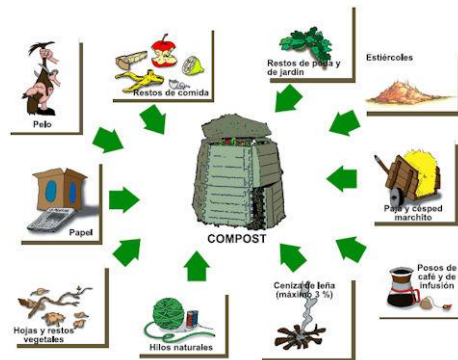 Pelo
Restos de comida
Restos de poda y
de jardín
Estiércoles
Papel
COMPOST
Paja y césped
marchito
Hojas y restos
vegetales
Hilos naturales
Ceniza de leña
(máximo 3 %)
Posos de
café y de
infusión